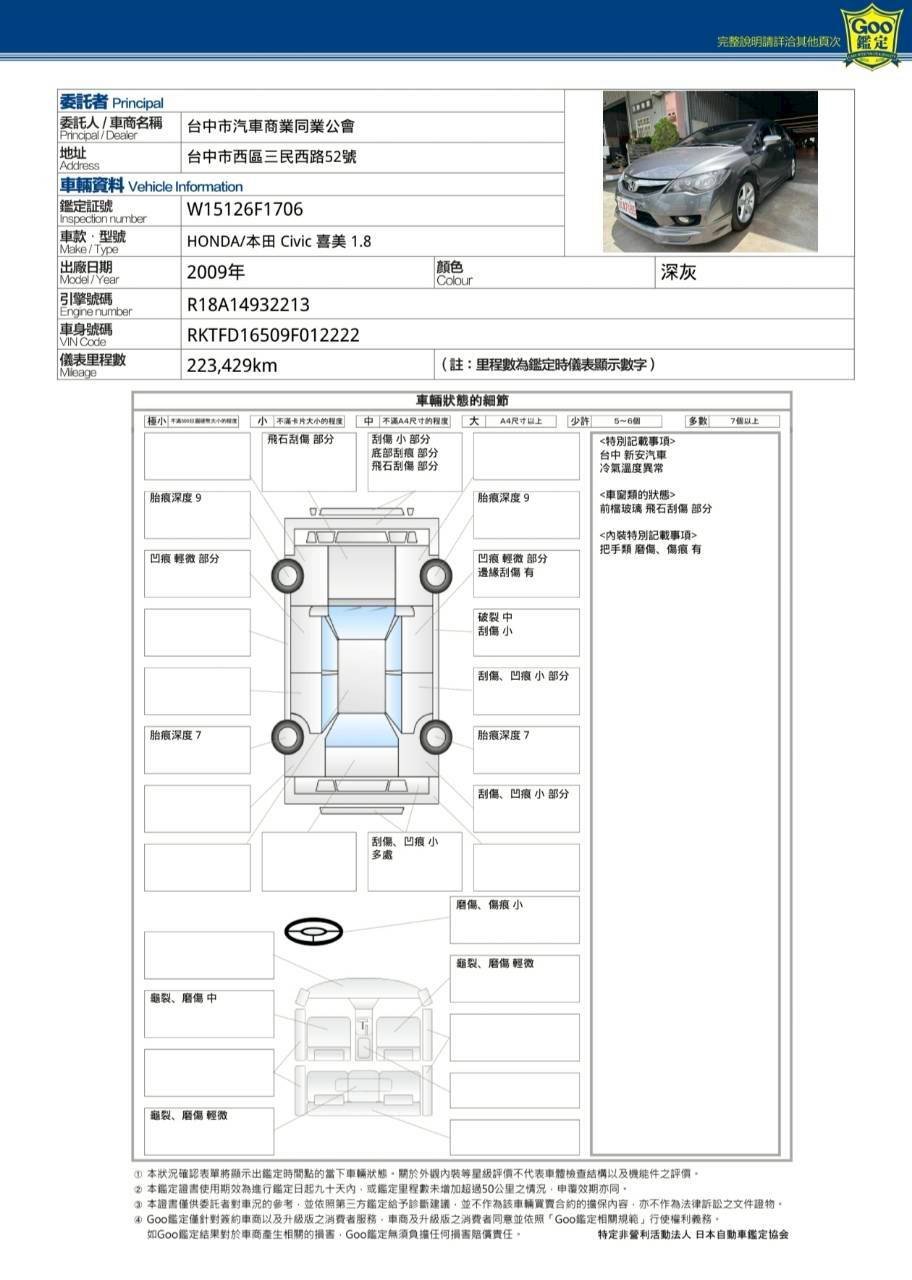 完整說明請詳洽其他頁次
Goo
鑑定
委託者 Principal
委託人 / 車商名稱
Principal / Dealer
台中市汽車商業同業公會
地址
Address
台中市西區三民西路52號
車輛資料 Vehicle Information
鑑定証號
Inspection number
W15126F1706
車款 · 型號
Make / Type
HONDA/本田 Civic 喜美 1.8
出廠日期
Model / Year
2009年
顏色
Colour
深灰
引擎號碼
Engine number
R18A14932213
車身號碼
VIN Code
RKTFD16509F012222
儀表里程數
Mileage
223,429km
（註：里程數為鑑定時儀表顯示數字）
車輛狀態的細節
極小 不滿500日圓硬幣大小的程度
小 不滿卡片大小的程度
中 不滿A4尺寸的程度
大 A4尺寸以上
少許 5～6個
多數 7個以上
飛石刮傷 部分
刮傷 小 部分
底部刮痕 部分
飛石刮傷 部分
胎痕深度 9
胎痕深度 9
凹痕 輕微 部分
凹痕 輕微 部分
邊緣刮傷 有
破裂 中
刮傷 小
刮傷、凹痕 小 部分
胎痕深度 7
胎痕深度 7
刮傷、凹痕 小 部分
刮傷、凹痕 小
多處
磨傷、傷痕 小
龜裂、磨傷 輕微
龜裂、磨傷 中
龜裂、磨傷 輕微
<特別記載事項>
台中 新安汽車
冷氣溫度異常
<車窗類的狀態>
前檔玻璃 飛石刮傷 部分
<內裝特別記載事項>
把手類 磨傷、傷痕 有
① 本狀況確認表單將顯示出鑑定時間點的當下車輛狀態。關於外觀內裝等星級評價不代表車體檢查結構以及機能件之評價。
② 本鑑定證書使用期效為進行鑑定日起九十天內，或鑑定里程數未增加超過50公里之情況，申覆效期亦同。
③ 本證書僅供委託者對車況的參考，並依照第三方鑑定給予診斷建議，並不作為該車輛買賣合約的擔保內容，亦不作為法律訴訟之文件證物。
④ Goo鑑定僅針對簽約車商以及升級版之消費者服務，車商及升級版之消費者同意並依照「Goo鑑定相關規範」行使權利義務。
如Goo鑑定結果對於車商產生相關的損害，Goo鑑定無須負擔任何損害賠償責任。
特定非營利活動法人 日本自動車鑑定協会